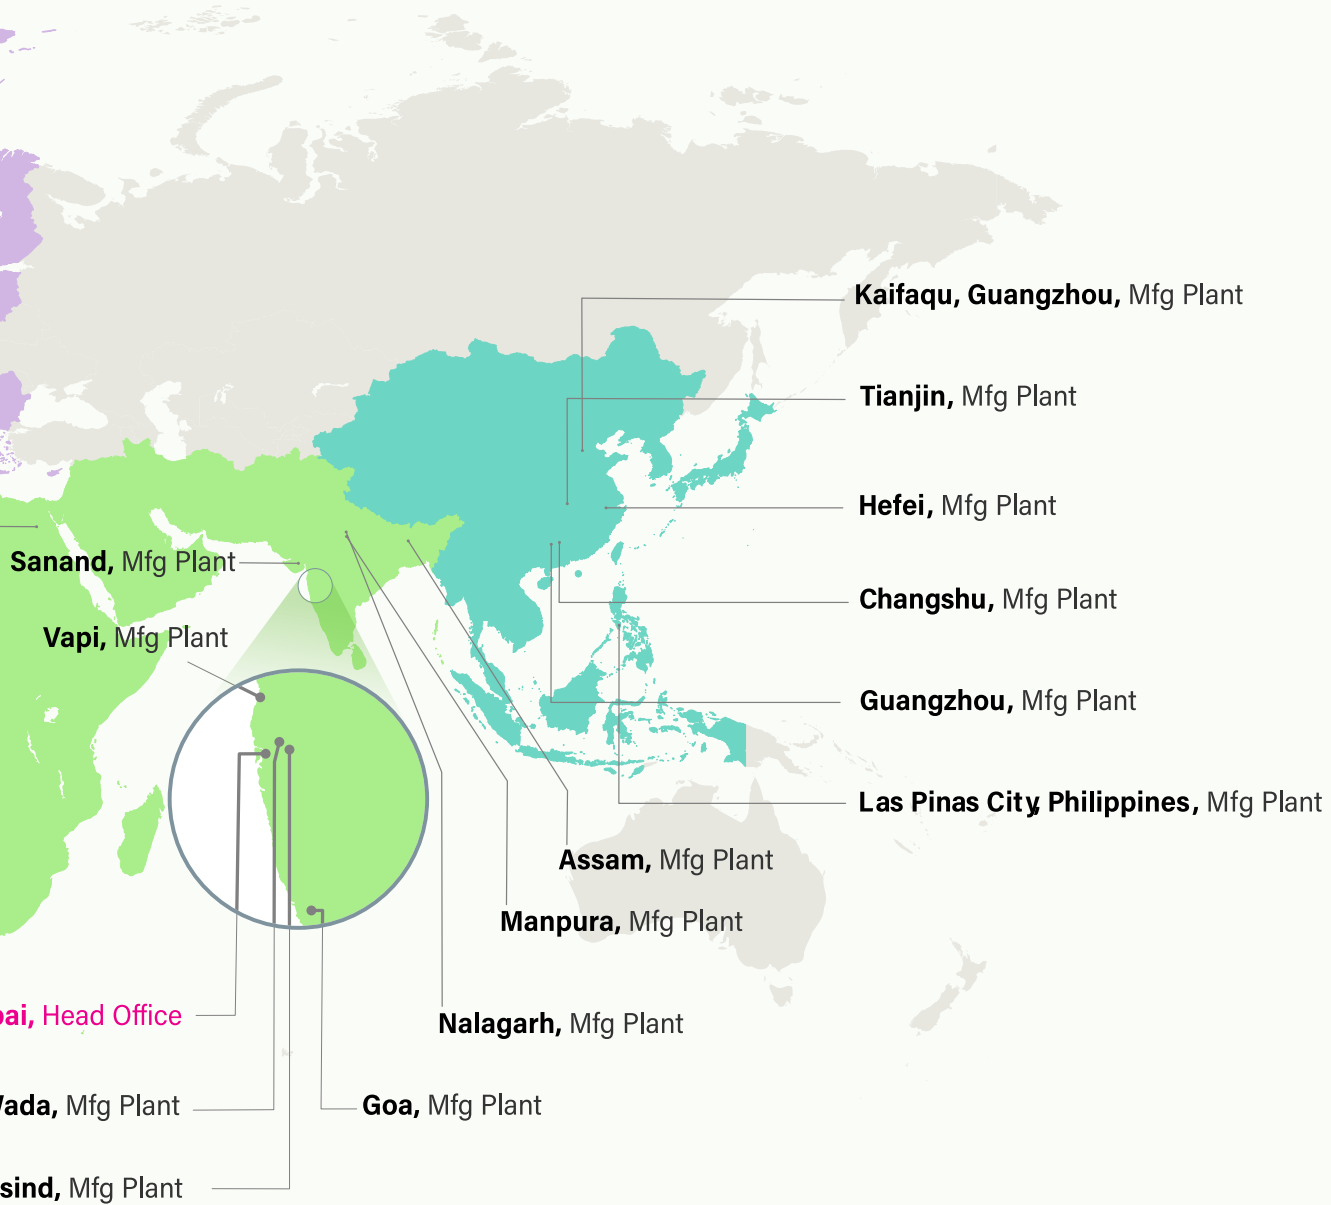 Kaifaqu, Guangzhou, Mfg Plant
Tianjin, Mfg Plant
Hefei, Mfg Plant
Sanand, Mfg Plant
Changshu, Mfg Plant
Vapi, Mfg Plant
Guangzhou, Mfg Plant
Las Pinas City, Philippines, Mfg Plant
Assam, Mfg Plant
Manpura, Mfg Plant
Head Office
Nalagarh, Mfg Plant
Mfg Plant
Goa, Mfg Plant
Mfg Plant